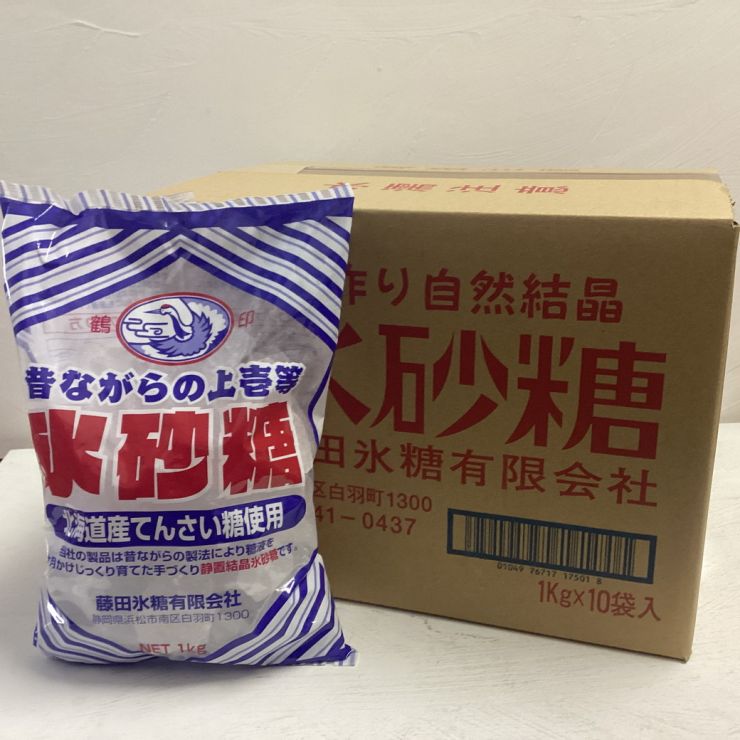 鶴
印
昔ながらの上壱等
氷砂糖
北海道産てんさい糖使用
当社の製品は昔ながらの製法により糖液を
月かけじっくり育てた手づくり静置結晶氷砂糖です。
藤田氷糖有限会社
静岡県浜松市南区白羽町1300
NET 1kg
作り自然結晶
氷砂糖
田氷糖有限会社
区白羽町1300
41-0437
01049 76717 17501 8
1Kg×10袋入